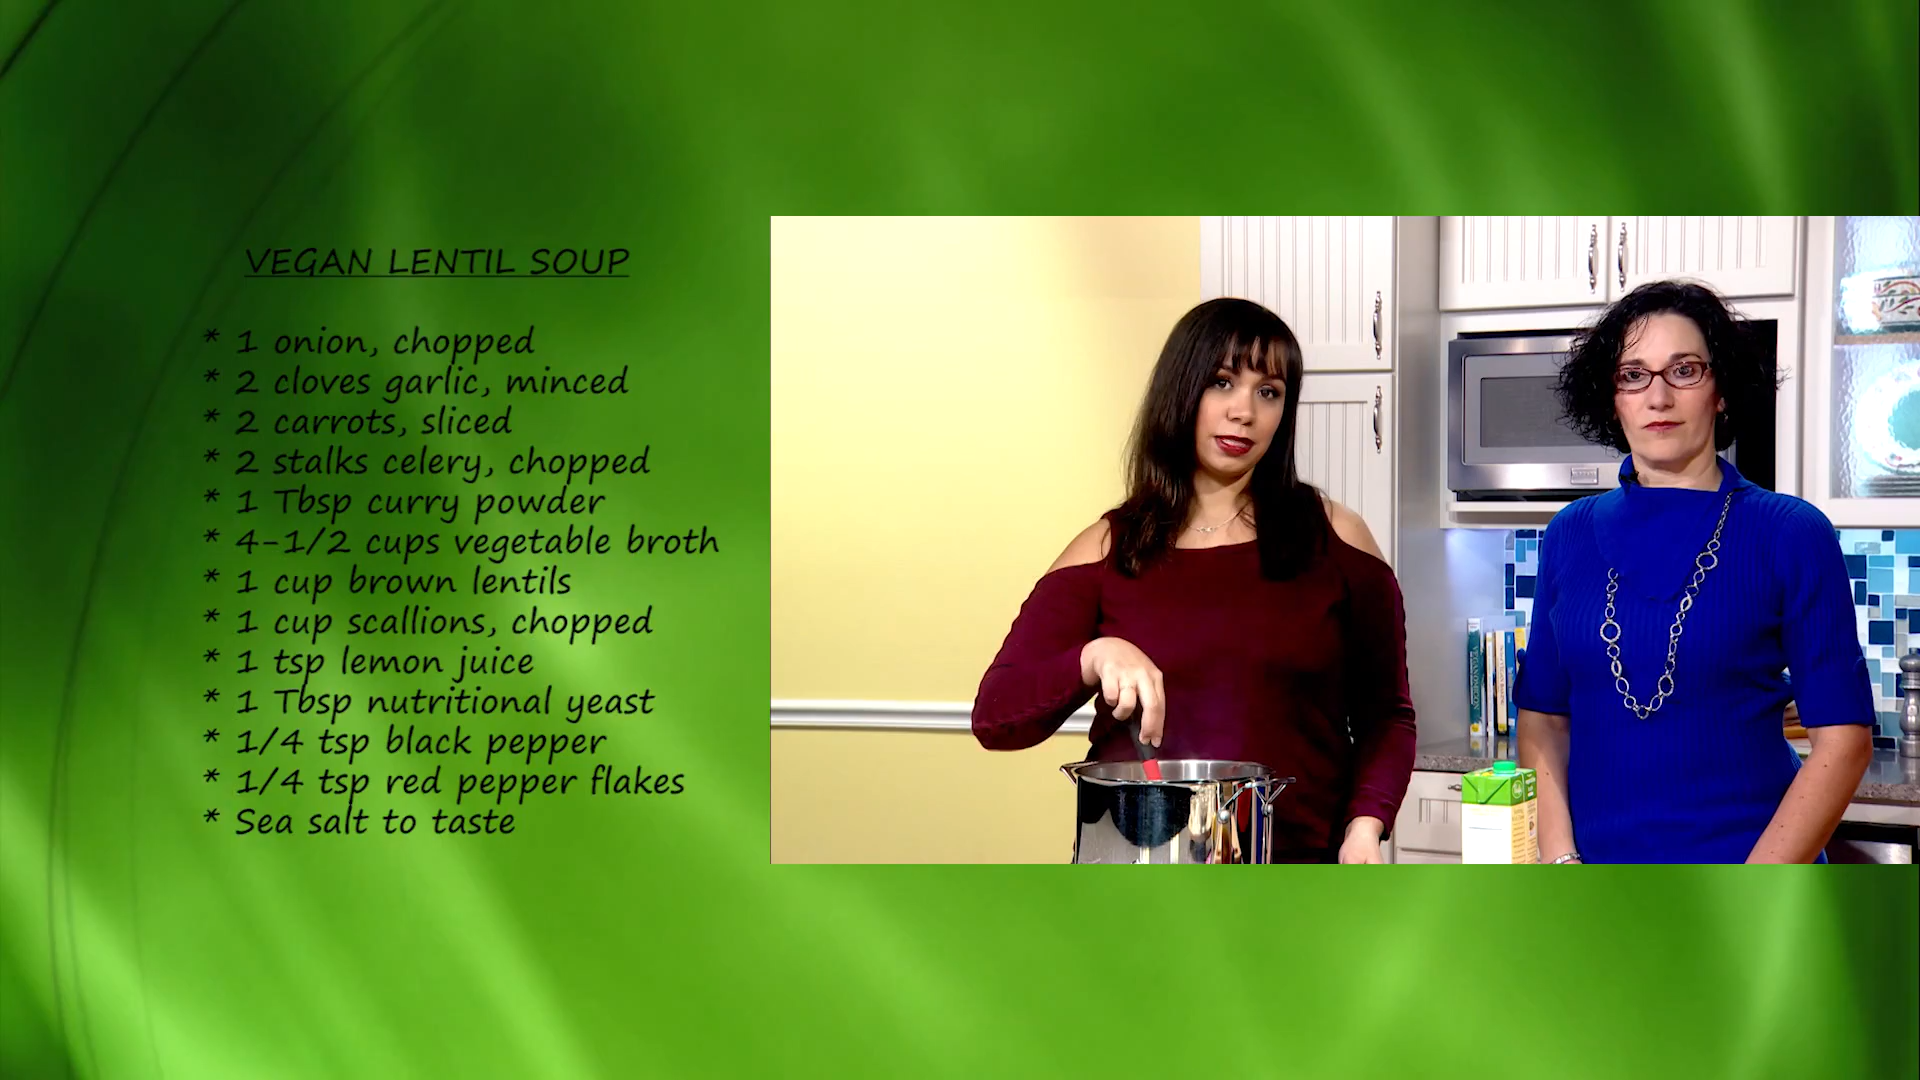 VEGAN LENTIL SOUP
* 1 onion, chopped
* 2 cloves garlic, minced
* 2 carrots, sliced
* 2 stalks celery, chopped
* 1 Tbsp curry powder
* 4-1/2 cups vegetable broth
* 1 cup brown lentils
* 1 cup scallions, chopped
* 1 tsp lemon juice
* 1 Tbsp nutritional yeast
* 1/4 tsp black pepper
* 1/4 tsp red pepper flakes
* Sea salt to taste
VEGANOMICON